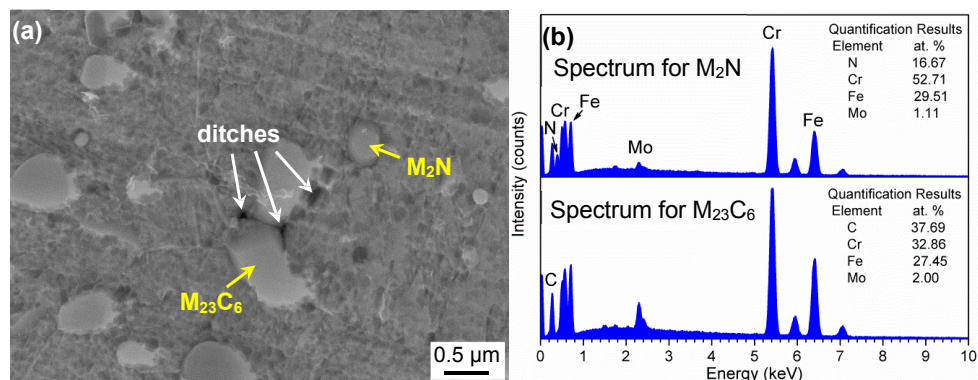 (a)
ditches
M₂N
M₂₃C₆
0.5 µm
(b)
Intensity (counts)
Spectrum for M₂N
N
Cr
Fe
Mo
Cr
Fe
Quantification Results
Element at. %
N 16.67
Cr 52.71
Fe 29.51
Mo 1.11
Spectrum for M₂₃C₆
C
Quantification Results
Element at. %
C 37.69
Cr 32.86
Fe 27.45
Mo 2.00
0 1 2 3 4 5 6 7 8 9 10
Energy (keV)